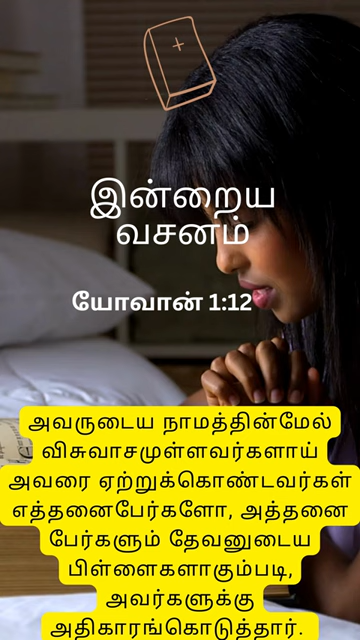 இன்றைய
வசனம்
யோவான் 1:12
அவருடைய நாமத்தின்மேல்
விசுவாசமுள்ளவர்களாய்
அவரை ஏற்றுக்கொண்டவர்கள்
எத்தனைபேர்களோ, அத்தனை
பேர்களும் தேவனுடைய
பிள்ளைகளாகும்படி,
அவர்களுக்கு
அதிகாரங்கொடுத்தார்.